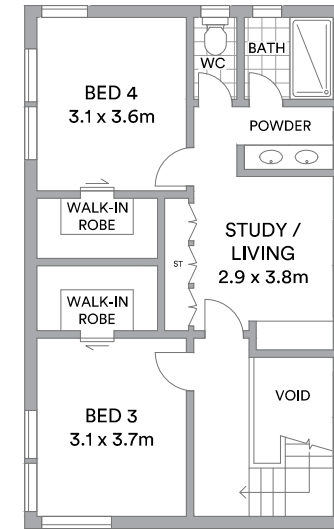 BED 4
3.1 x 3.6m
WC
BATH
POWDER
WALK-IN
ROBE
STUDY /
LIVING
2.9 x 3.8m
ST
WALK-IN
ROBE
BED 3
3.1 x 3.7m
VOID